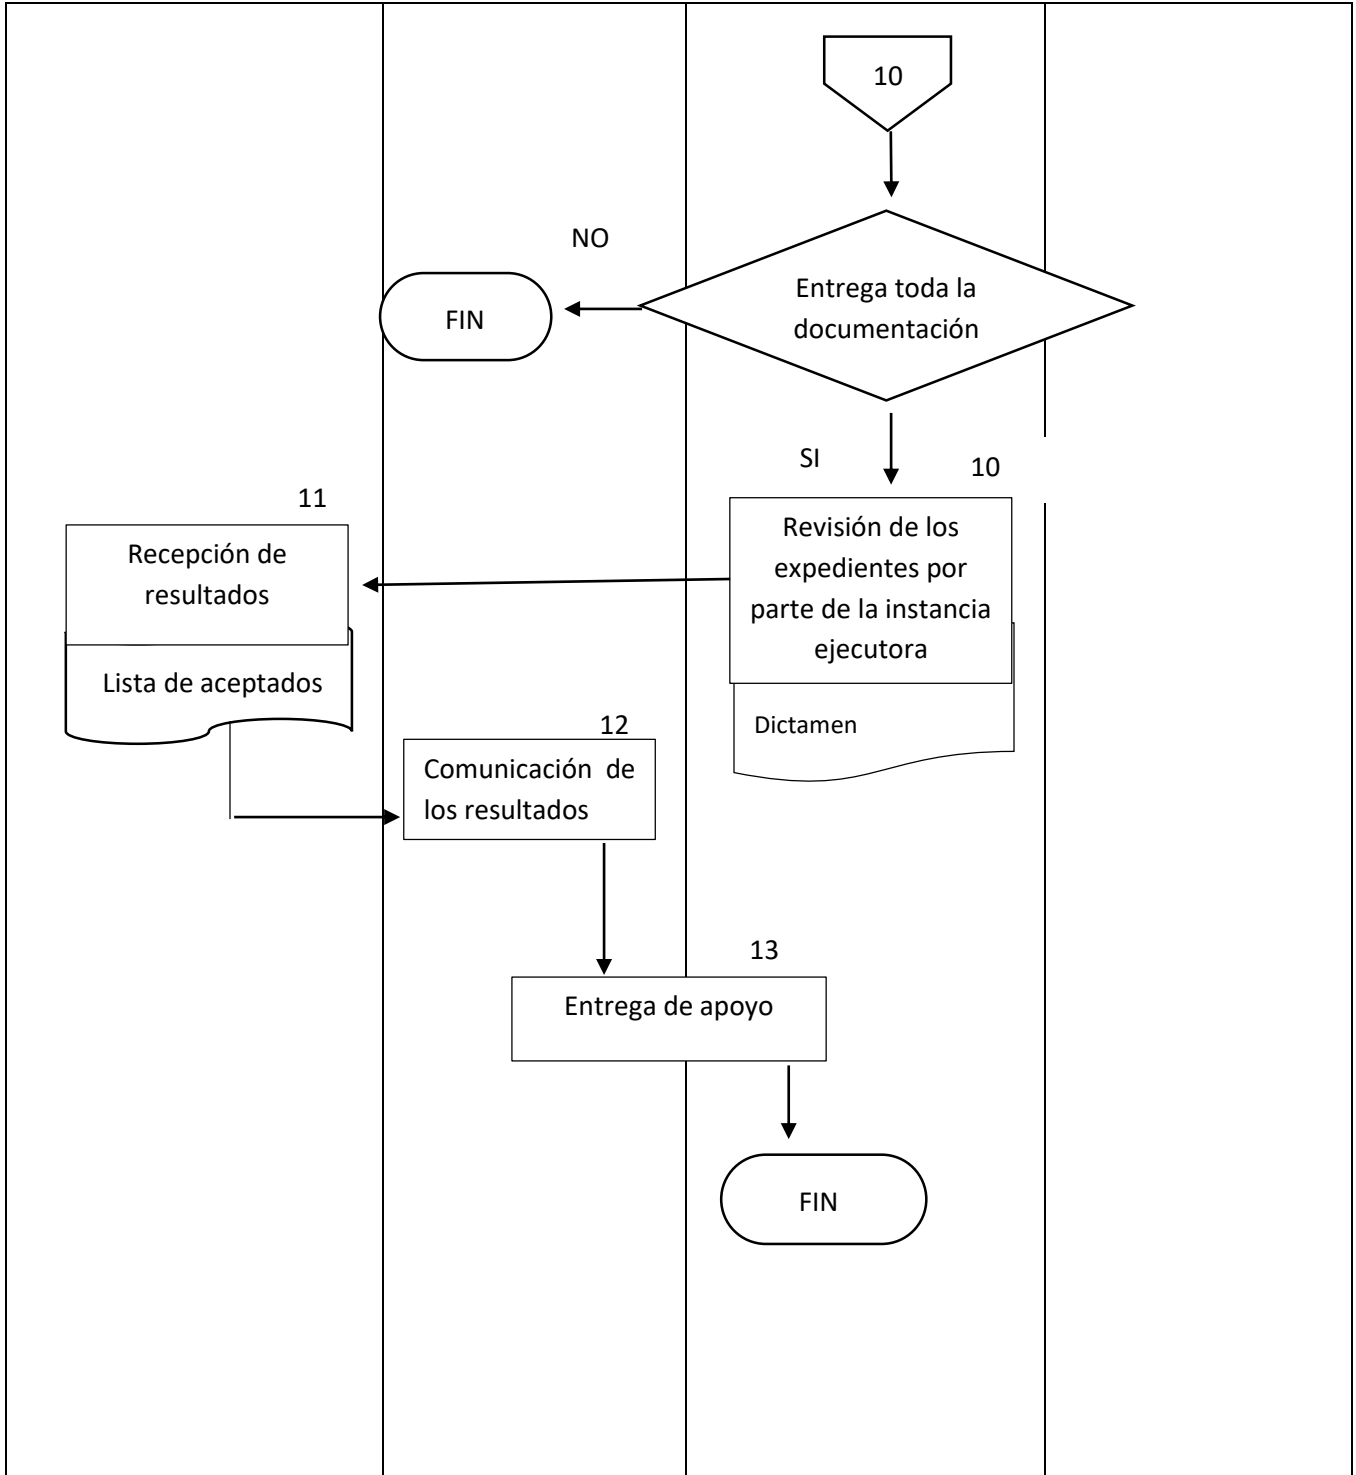 10
NO
Entrega toda la
documentación
FIN
SI
10
11
Revisión de los
expedientes por
parte de la instancia
ejecutora
Recepción de
resultados
Lista de aceptados
Dictamen
12
Comunicación  de
los resultados
13
Entrega de apoyo
FIN